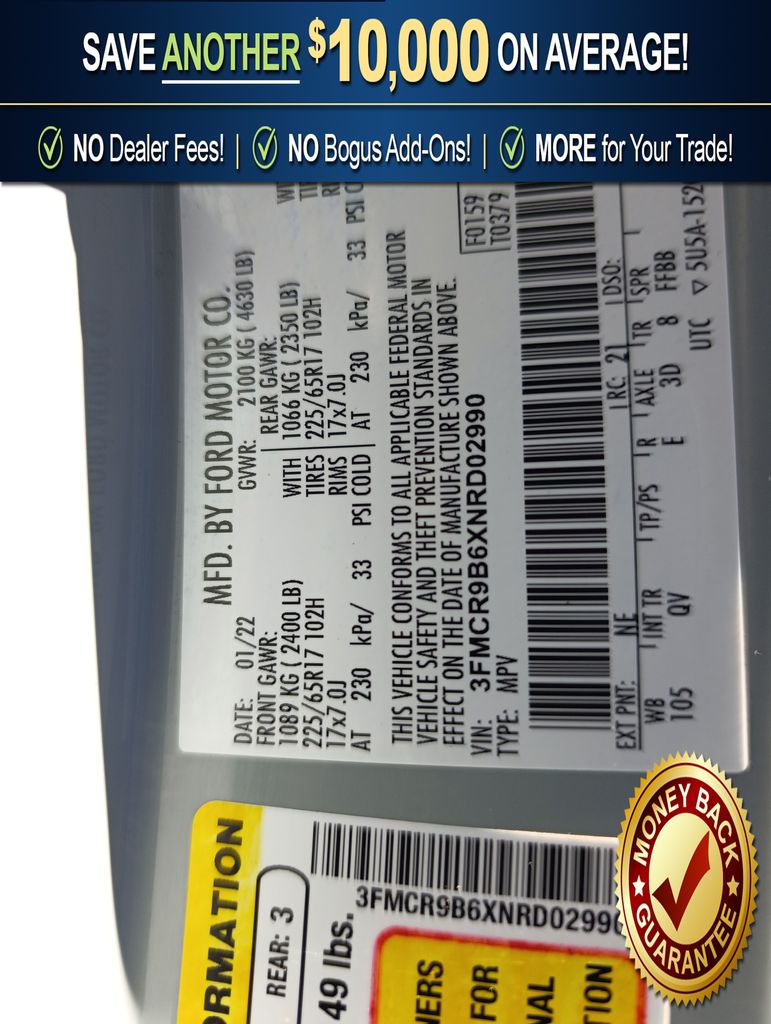 SAVE ANOTHER $10,000 ON AVERAGE!
NO Dealer Fees! | NO Bogus Add-Ons! | MORE for Your Trade!
MFD. BY FORD MOTOR CO.
DATE: 01/22 GVWR: 2100 KG ( 4630 LB)
FRONT GAWR: REAR GAWR:
1089 KG ( 2400 LB) WITH 1066 KG ( 2350 LB)
225/65R17 102H TIRES 225/65R17 102H
17x7.0J RIMS 17x7.0J
AT 230 kPa/ 33 PSI COLD AT 230 kPa/ 33 PSI
THIS VEHICLE CONFORMS TO ALL APPLICABLE FEDERAL MOTOR
VEHICLE SAFETY AND THEFT PREVENTION STANDARDS IN
EFFECT ON THE DATE OF MANUFACTURE SHOWN ABOVE.
VIN: 3FMCR9B6XNRD02990
TYPE: MPV
F0159
T0379
EXT PNT: NE RC: 21 DSO:
WB INT TR TP/PS R AXLE TR SPR
105 QV E 3D 8 FFBB
UTC ▽ 5U5A-152
RMATION
REAR: 3
49 lbs.
3FMCR9B6XNRD0299
FOR
MONEY BACK
GUARANTEE